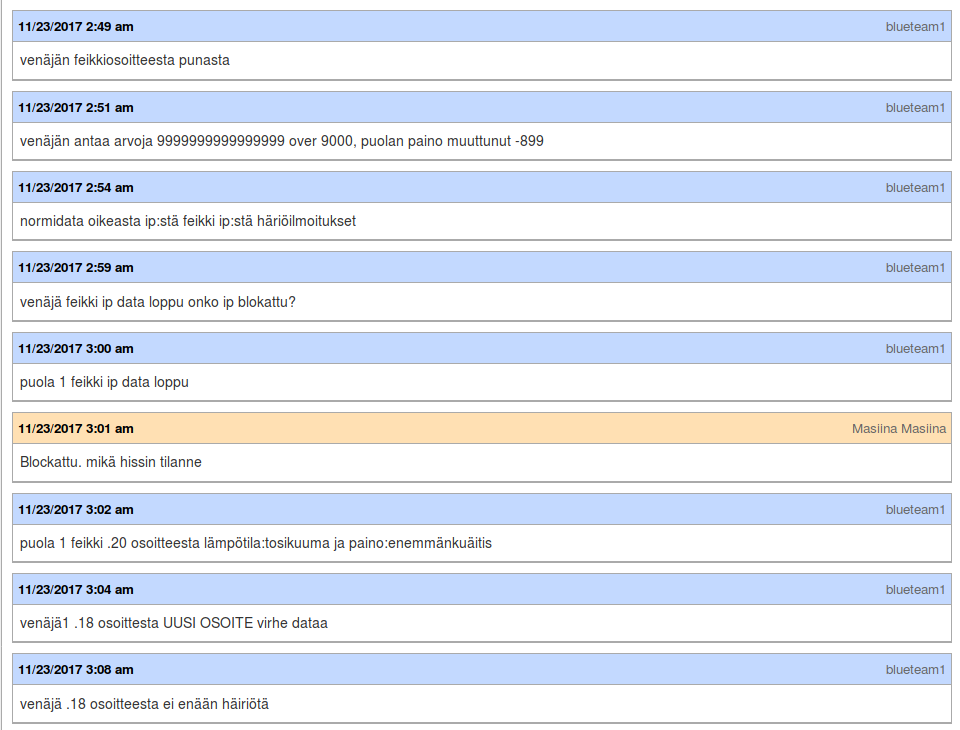 11/23/2017 2:49 am blueteam1
venäjän feikkiosoitteesta punasta
11/23/2017 2:51 am blueteam1
venäjän antaa arvoja 9999999999999999 over 9000, puolan paino muuttunut -899
11/23/2017 2:54 am blueteam1
normidata oikeasta ip:stä feikki ip:stä häriöilmoitukset
11/23/2017 2:59 am blueteam1
venäjä feikki ip data loppu onko ip blokattu?
11/23/2017 3:00 am blueteam1
puola 1 feikki ip data loppu
11/23/2017 3:01 am Masiina Masiina
Blockattu. mikä hissin tilanne
11/23/2017 3:02 am blueteam1
puola 1 feikki .20 osoitteesta lämpötila:tosikuuma ja paino:enemmänkuäitis
11/23/2017 3:04 am blueteam1
venäjä1 .18 osoittesta UUSI OSOITE virhe dataa
11/23/2017 3:08 am blueteam1
venäjä .18 osoitteesta ei enään häiriötä